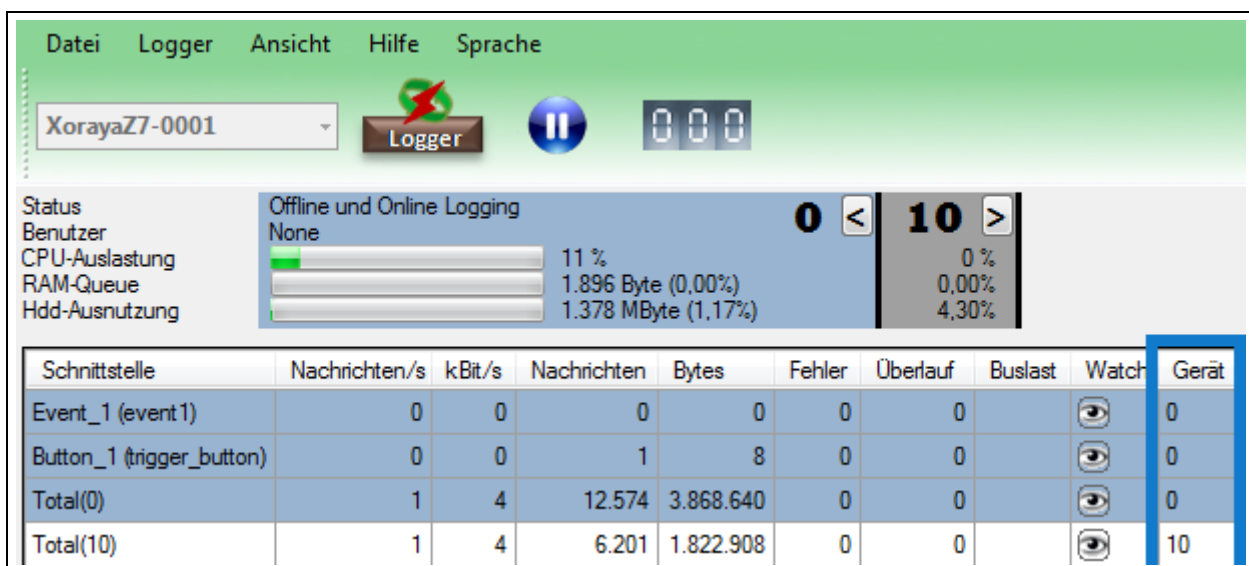 Datei Logger Ansicht Hilfe Sprache
XorayaZ7-0001 Logger 000
Status Offline und Online Logging 0 < 10 >
Benutzer None
CPU-Auslastung 11 % 0 %
RAM-Queue 1.896 Byte (0,00%) 0,00%
Hdd-Ausnutzung 1.378 MByte (1,17%) 4,30%
Schnittstelle Nachrichten/s kBit/s Nachrichten Bytes Fehler Überlauf Buslast Watch Gerät
Event_1 (event1) 0 0 0 0 0 0 0
Button_1 (trigger_button) 0 0 1 8 0 0 0
Total(0) 1 4 12.574 3.868.640 0 0 0
Total(10) 1 4 6.201 1.822.908 0 0 10